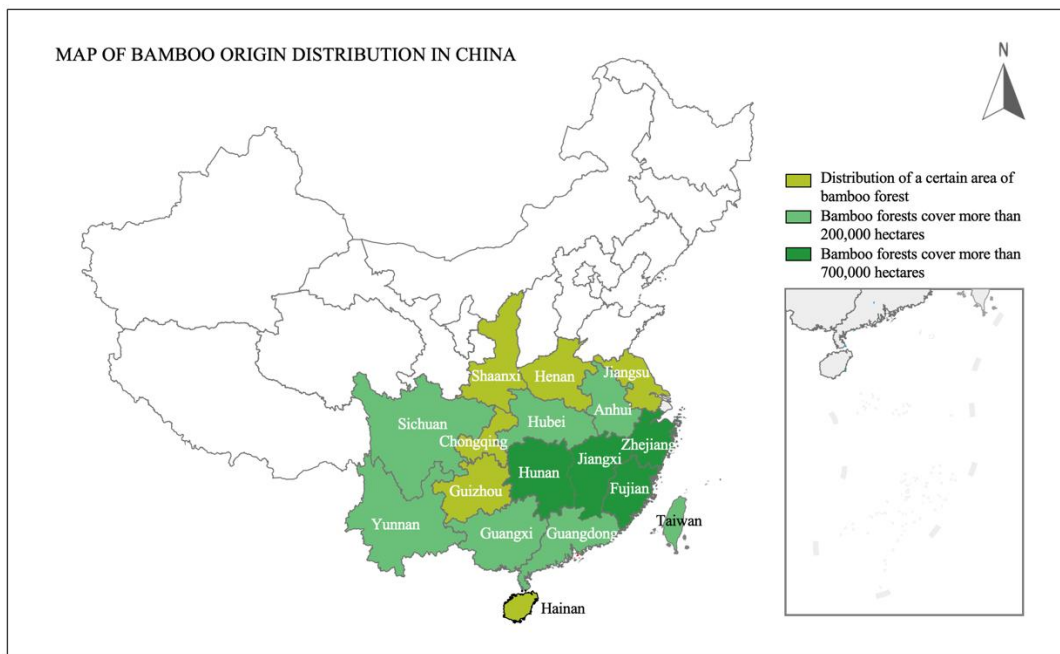 MAP OF BAMBOO ORIGIN DISTRIBUTION IN CHINA
N
Distribution of a certain area of
bamboo forest
Bamboo forests cover more than
200,000 hectares
Bamboo forests cover more than
700,000 hectares
Shaanxi
Henan
Jiangsu
Anhui
Sichuan
Hubei
Chongqing
Zhejiang
Jiangxi
Hunan
Guizhou
Fujian
Yunnan
Guangxi
Guangdong
Taiwan
Hainan